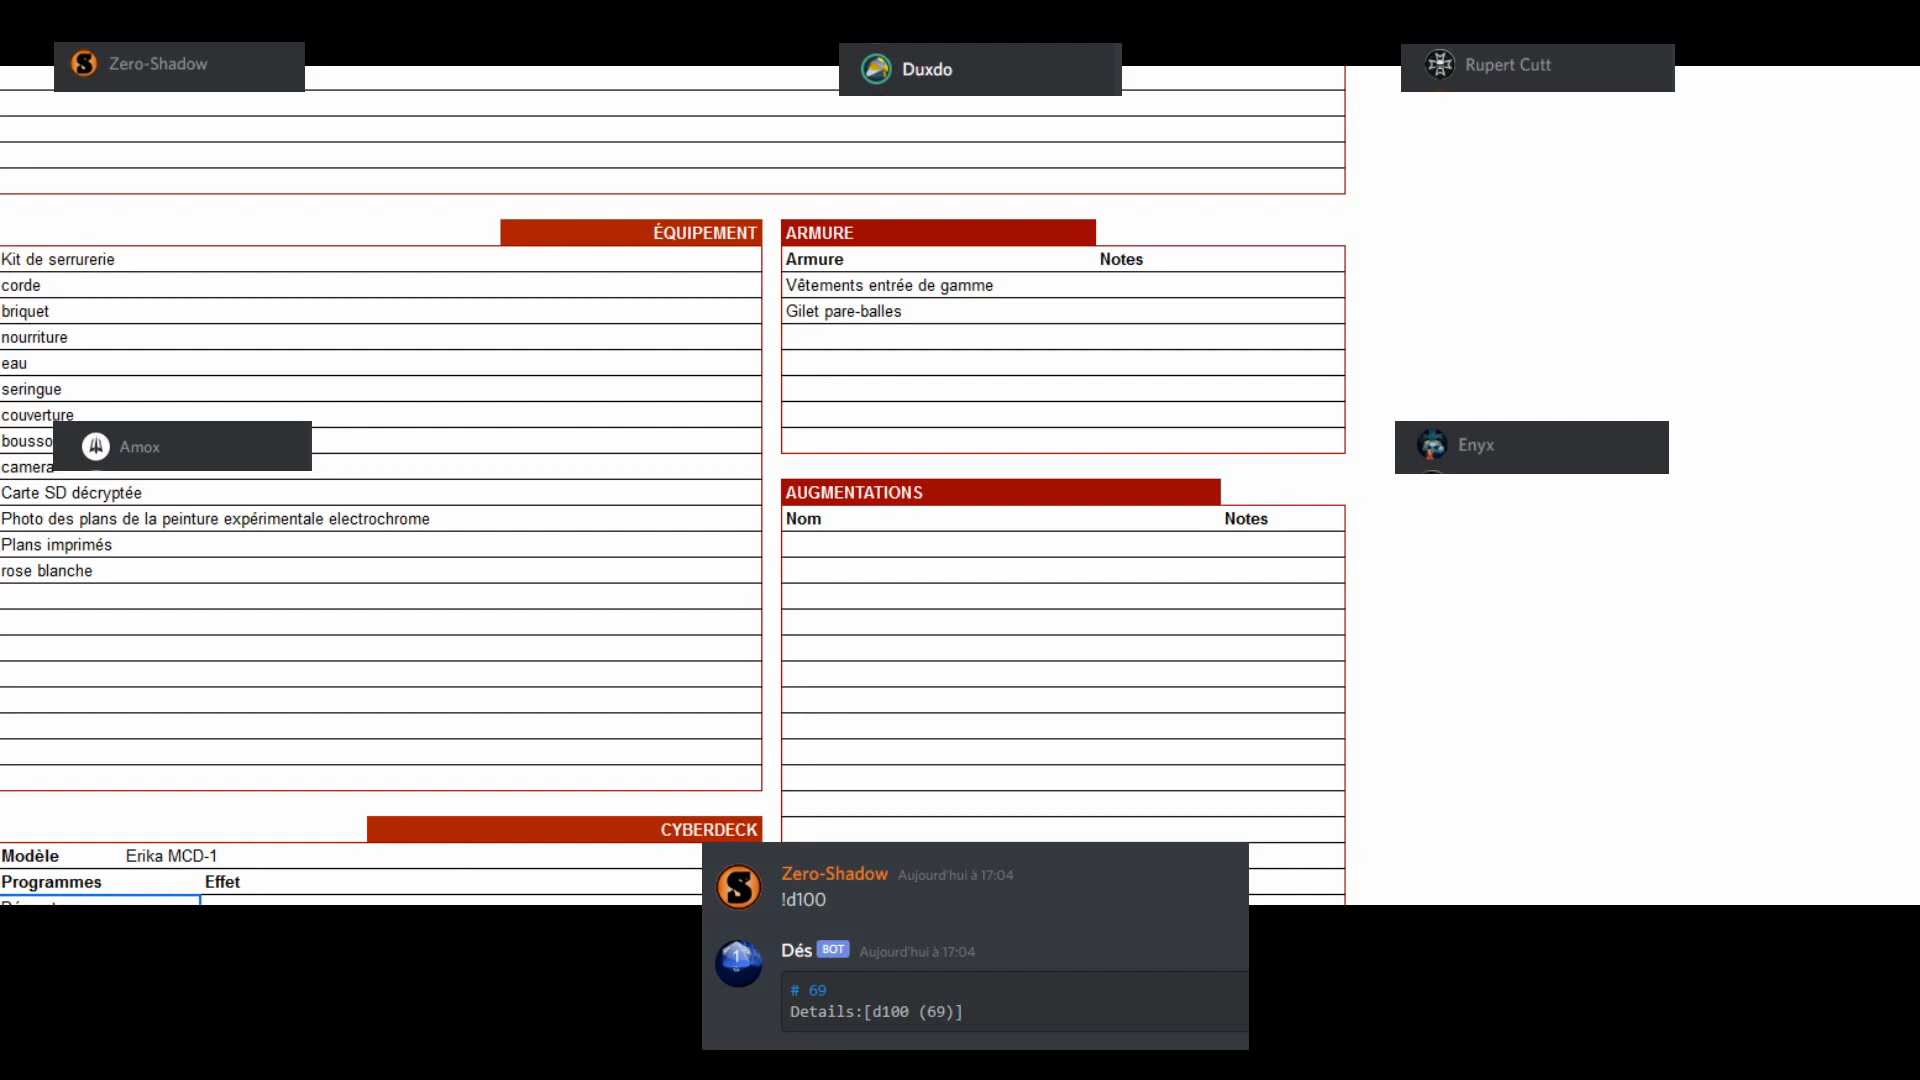 Zero-Shadow
Duxdo
Rupert Cutt
ÉQUIPEMENT
Kit de serrurerie
corde
briquet
nourriture
eau
seringue
couverture
bousso
camera
Carte SD décryptée
Photo des plans de la peinture expérimentale electrochrome
Plans imprimés
rose blanche
Amox
ARMURE
Armure Notes
Vêtements entrée de gamme
Gilet pare-balles
Enyx
AUGMENTATIONS
Nom Notes
CYBERDECK
Modèle Erika MCD-1
Programmes Effet
Zero-Shadow Aujourd'hui à 17:04
!d100
Dés BOT Aujourd'hui à 17:04
# 69
Details:[d100 (69)]